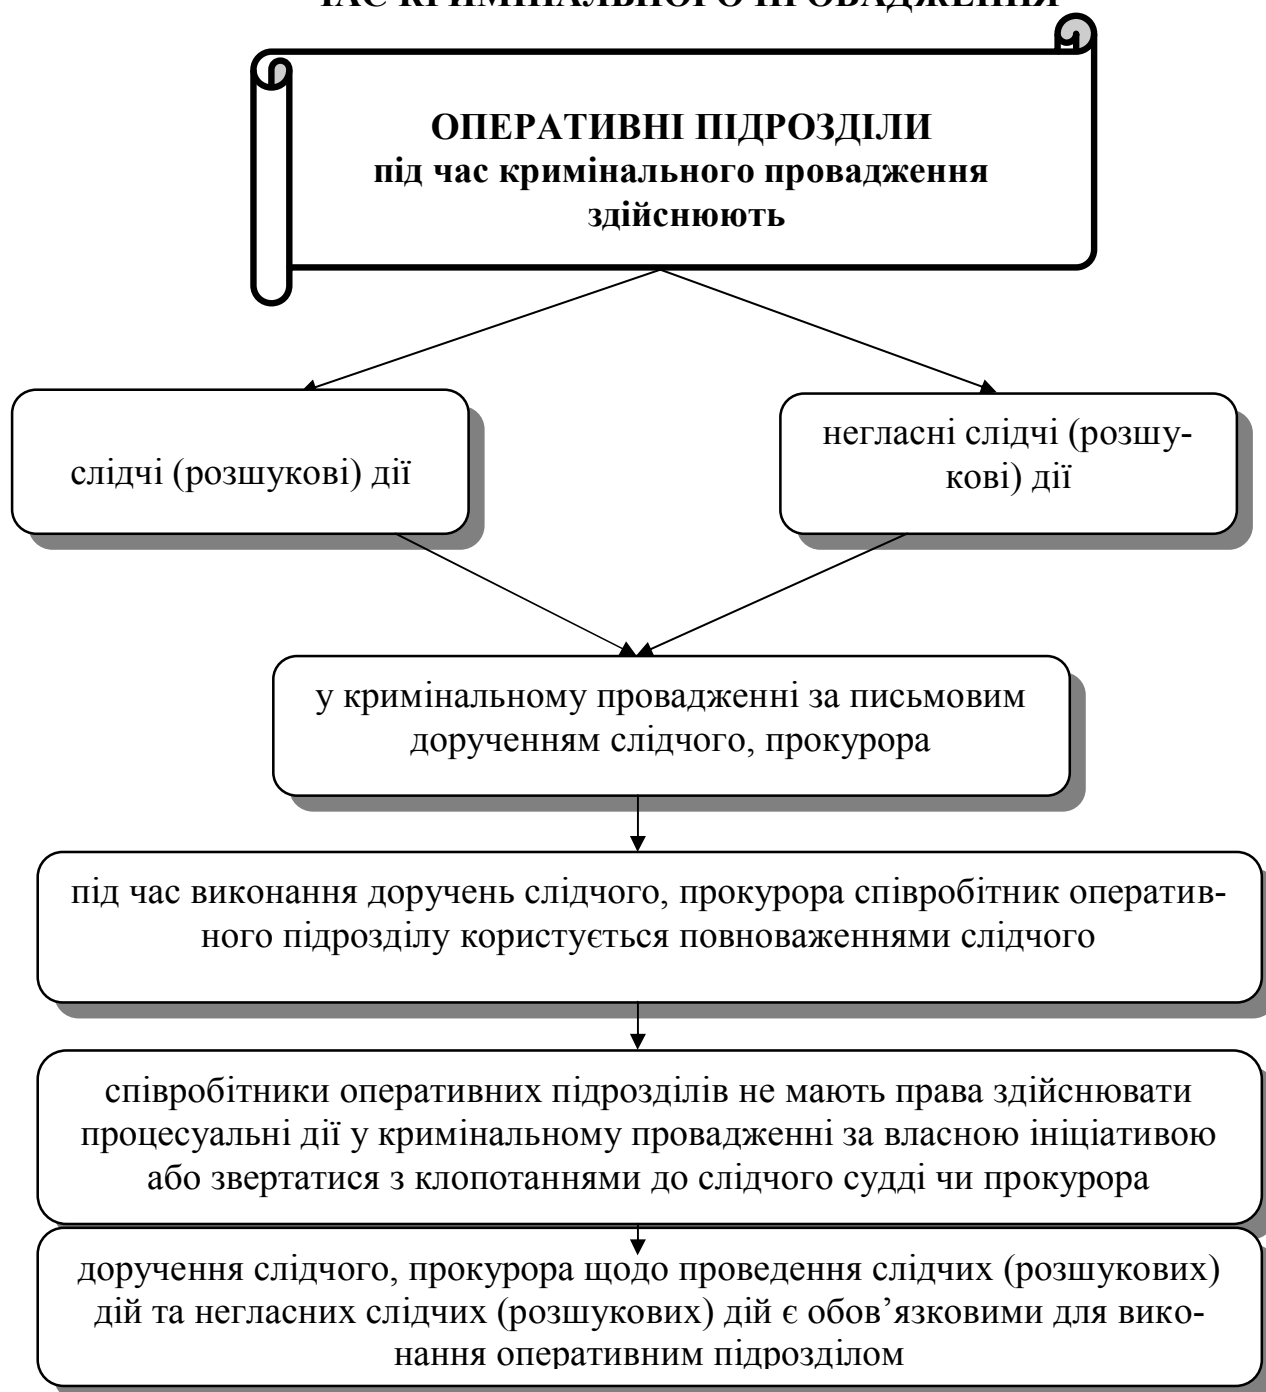 ЧАС КРИМІНАЛЬНОГО ПРОВАДЖЕННЯ
ОПЕРАТИВНІ ПІДРОЗДІЛИ
під час кримінального провадження
здійснюють
слідчі (розшукові) дії
негласні слідчі (розшу-
кові) дії
у кримінальному провадженні за письмовим
дорученням слідчого, прокурора
під час виконання доручень слідчого, прокурора співробітник оператив-
ного підрозділу користується повноваженнями слідчого
співробітники оперативних підрозділів не мають права здійснювати
процесуальні дії у кримінальному провадженні за власною ініціативою
або звертатися з клопотаннями до слідчого судді чи прокурора
доручення слідчого, прокурора щодо проведення слідчих (розшукових)
дій та негласних слідчих (розшукових) дій є обов’язковими для вико-
нання оперативним підрозділом